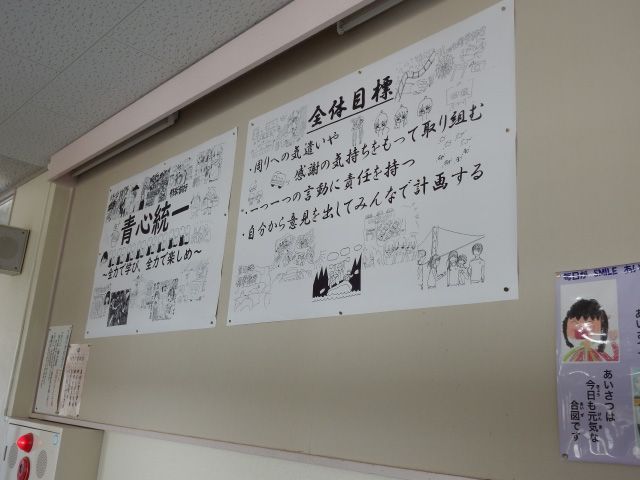 青心統一
～全力で学び、全力で楽しめ～
全体目標
・周りへの気遣いや
感謝の気持ちをもって取り組む
・一つ一つの言動に責任を持つ
・自分から意見を出してみんなで計画する
毎日が SMILE
あいさつは
今日も元気な
合図です